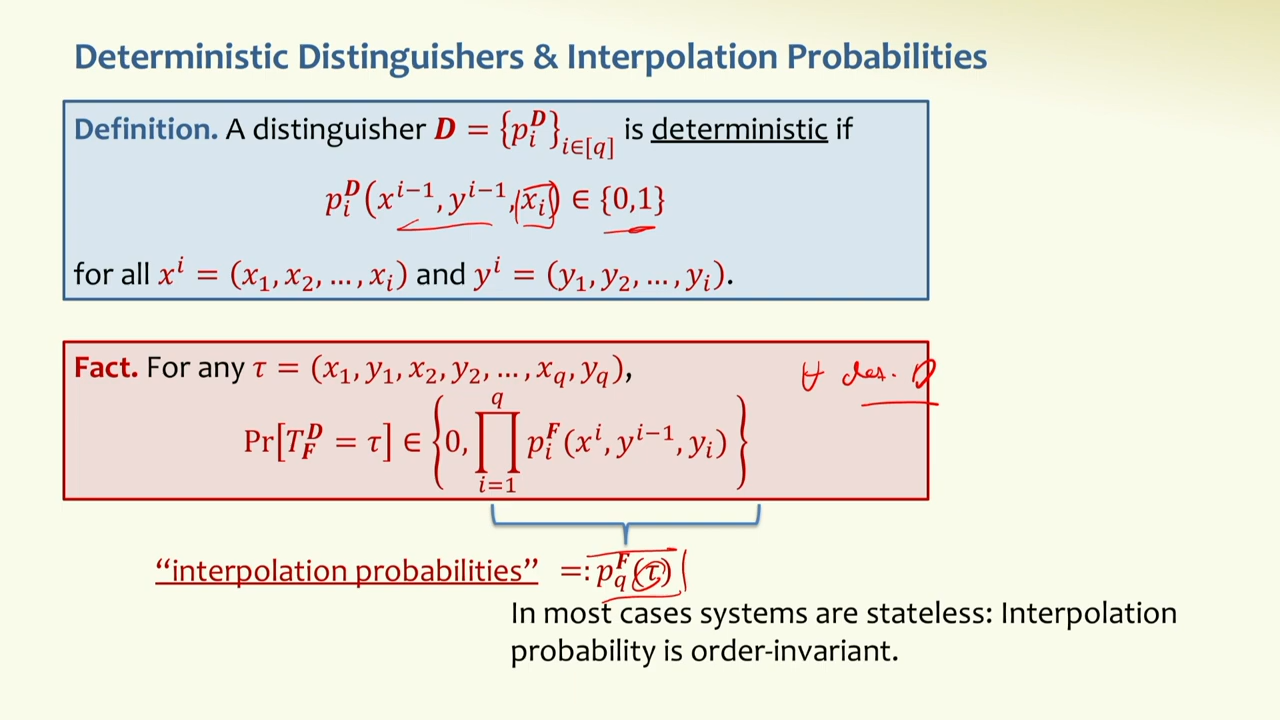 Deterministic Distinguishers & Interpolation Probabilities
Definition. A distinguisher D = {p_i^D}_{i∈[q]} is deterministic if
p_i^D(x^{i−1}, y^{i−1}, x_i) ∈ {0,1}
for all x^i = (x_1, x_2, …, x_i) and y^i = (y_1, y_2, …, y_i).
Fact. For any τ = (x_1, y_1, x_2, y_2, …, x_q, y_q),
∀ det. D
Pr[T_F^D = τ] ∈ {0, ∏_{i=1}^{q} p_i^F(x^i, y^{i−1}, y_i)}
“interpolation probabilities” =: p_q^F(τ)
In most cases systems are stateless: Interpolation
probability is order-invariant.